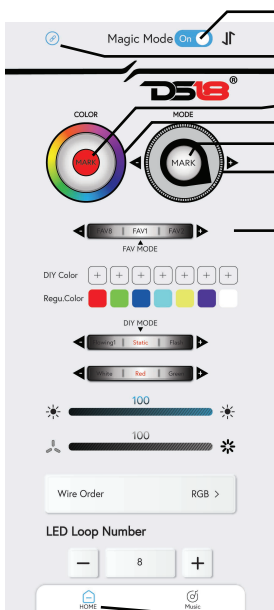 Magic Mode On
DS18®
COLOR MODE
MARK MARK
FAV8 FAV1 FAV2
FAV MODE
DIY Color + + + + + + +
Regu.Color
DIY MODE
Static Flash
White Red Green
100
100
Wire Order RGB >
LED Loop Number
— 8 +
HOME Music